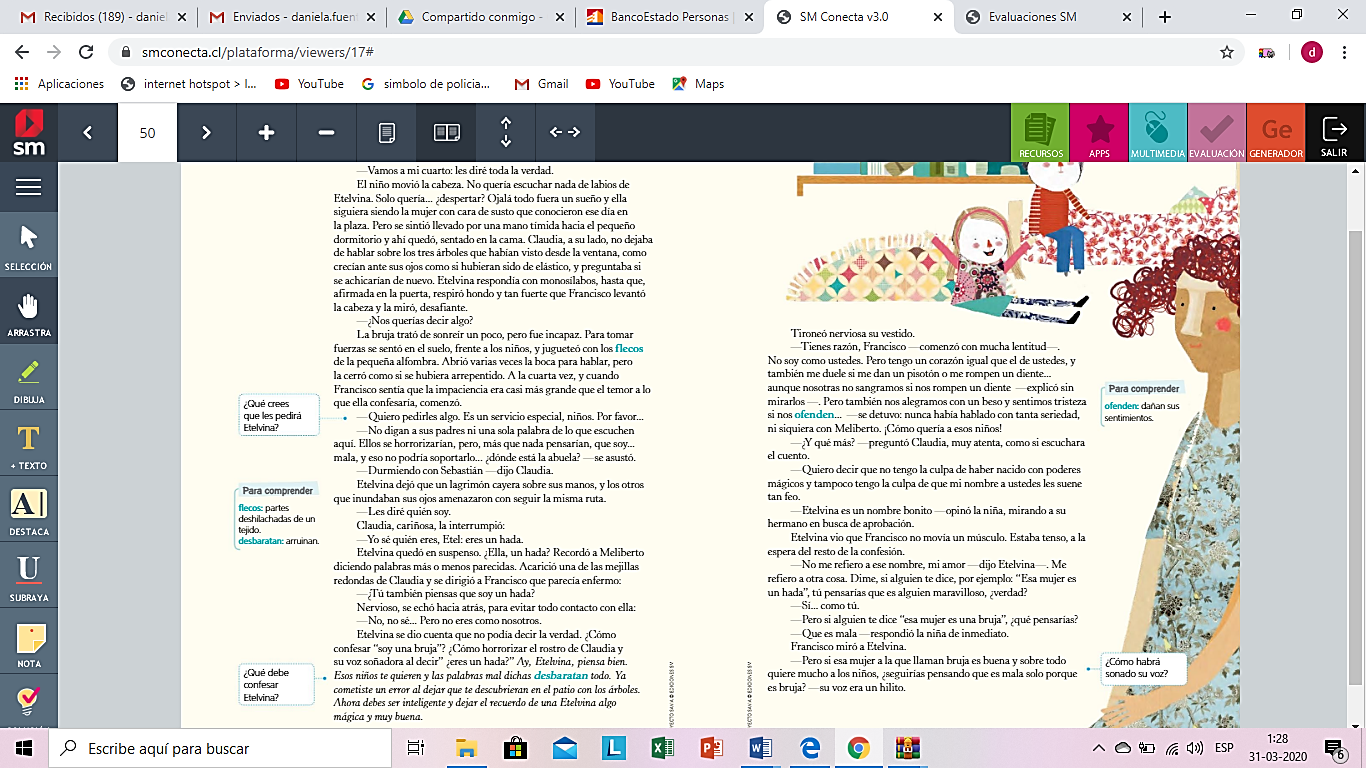 Recibidos (189) - daniel
Enviados - daniela.fuen
Compartido conmigo -
BancoEstado Personas |
SM Conecta v3.0
Evaluaciones SM
smconecta.cl/plataforma/viewers/17#
d
Aplicaciones
internet hotspot > l...
YouTube
simbolo de policia...
Gmail
YouTube
Maps
sm
50
RECURSOS
APPS
MULTIMEDIA
EVALUACIÓN
Ge
GENERADOR
SALIR
SELECCIÓN
ARRASTRA
DIBUJA
T
+ TEXTO
A
DESTACA
U
SUBRAYA
NOTA
—Vamos a mi cuarto: les diré toda la verdad.
El niño movió la cabeza. No quería escuchar nada de labios de
Etelvina. Solo quería... ¿despertar? Ojalá todo fuera un sueño y ella
siguiera siendo la mujer con cara de susto que conocieron ese día en
la plaza. Pero se sintió llevado por una mano tímida hacia el pequeño
dormitorio y ahí quedó, sentado en la cama. Claudia, a su lado, no dejaba
de hablar sobre los tres árboles que habían visto desde la ventana, como
crecían ante sus ojos como si hubieran sido de elástico, y preguntaba si
se achicarían de nuevo. Etelvina respondía con monosílabos, hasta que,
afirmada en la puerta, respiró hondo y tan fuerte que Francisco levantó
la cabeza y la miró, desafiante.
—¿Nos querías decir algo?
La bruja trató de sonreír un poco, pero fue incapaz. Para tomar
fuerzas se sentó en el suelo, frente a los niños, y jugueteó con los flecos
de la pequeña alfombra. Abrió varias veces la boca para hablar, pero
la cerró como si se hubiera arrepentido. A la cuarta vez, y cuando
Francisco sentía que la impaciencia era casi más grande que el temor a lo
que ella confesaría, comenzó.
—Quiero pedirles algo. Es un servicio especial, niños. Por favor...
—No digan a sus padres ni una sola palabra de lo que escuchen
aquí. Ellos se horrorizarían, pero, más que nada pensarían, que soy...
mala, y eso no podría soportarlo... ¿dónde está la abuela? —se asustó.
—Durmiendo con Sebastián —dijo Claudia.
Etelvina dejó que un lagrimón cayera sobre sus manos, y los otros
que inundaban sus ojos amenazaron con seguir la misma ruta.
—Les diré quién soy.
Claudia, cariñosa, la interrumpió:
—Yo sé quién eres, Etel: eres un hada.
Etelvina quedó en suspenso. ¿Ella, un hada? Recordó a Meliberto
diciendo palabras más o menos parecidas. Acarició una de las mejillas
redondas de Claudia y se dirigió a Francisco que parecía enfermo:
—¿Tú también piensas que soy un hada?
Nervioso, se echó hacia atrás, para evitar todo contacto con ella:
—No, no sé... Pero no eres como nosotros.
Etelvina se dio cuenta que no podía decir la verdad. ¿Cómo
confesar “soy una bruja”? ¿Cómo horrorizar el rostro de Claudia y
su voz soñadora al decir” ¿eres un hada?” Ay, Etelvina, piensa bien.
Esos niños te quieren y las palabras mal dichas desbaratan todo. Ya
cometiste un error al dejar que te descubrieran en el patio con los árboles.
Ahora debes ser inteligente y dejar el recuerdo de una Etelvina algo
mágica y muy buena.
¿Qué crees
que les pedirá
Etelvina?
Para comprender
flecos: partes
deshilachadas de un
tejido.
desbaratan: arruinan.
¿Qué debe
confesar
Etelvina?
Tironeó nerviosa su vestido.
—Tienes razón, Francisco —comenzó con mucha lentitud—.
No soy como ustedes. Pero tengo un corazón igual que el de ustedes, y
también me duele si me dan un pisotón o me rompen un diente...
aunque nosotras no sangramos si nos rompen un diente —explicó sin
mirarlos —. Pero también nos alegramos con un beso y sentimos tristeza
si nos ofenden... —se detuvo: nunca había hablado con tanta seriedad,
ni siquiera con Meliberto. ¡Cómo quería a esos niños!
—¿Y qué más? —preguntó Claudia, muy atenta, como si escuchara
el cuento.
—Quiero decir que no tengo la culpa de haber nacido con poderes
mágicos y tampoco tengo la culpa de que mi nombre a ustedes les suene
tan feo.
—Etelvina es un nombre bonito —opinó la niña, mirando a su
hermano en busca de aprobación.
Etelvina vio que Francisco no movía un músculo. Estaba tenso, a la
espera del resto de la confesión.
—No me refiero a ese nombre, mi amor —dijo Etelvina—. Me
refiero a otra cosa. Dime, si alguien te dice, por ejemplo: “Esa mujer es
un hada”, tú pensarías que es alguien maravilloso, ¿verdad?
—Sí... como tú.
—Pero si alguien te dice “esa mujer es una bruja”, ¿qué pensarías?
—Que es mala —respondió la niña de inmediato.
Francisco miró a Etelvina.
—Pero si esa mujer a la que llaman bruja es buena y sobre todo
quiere mucho a los niños, ¿seguirías pensando que es mala solo porque
es bruja? —su voz era un hilito.
Para comprender
ofenden: dañan sus
sentimientos.
¿Cómo habrá
sonado su voz?
Escribe aquí para buscar
ESP
1:28
31-03-2020
6